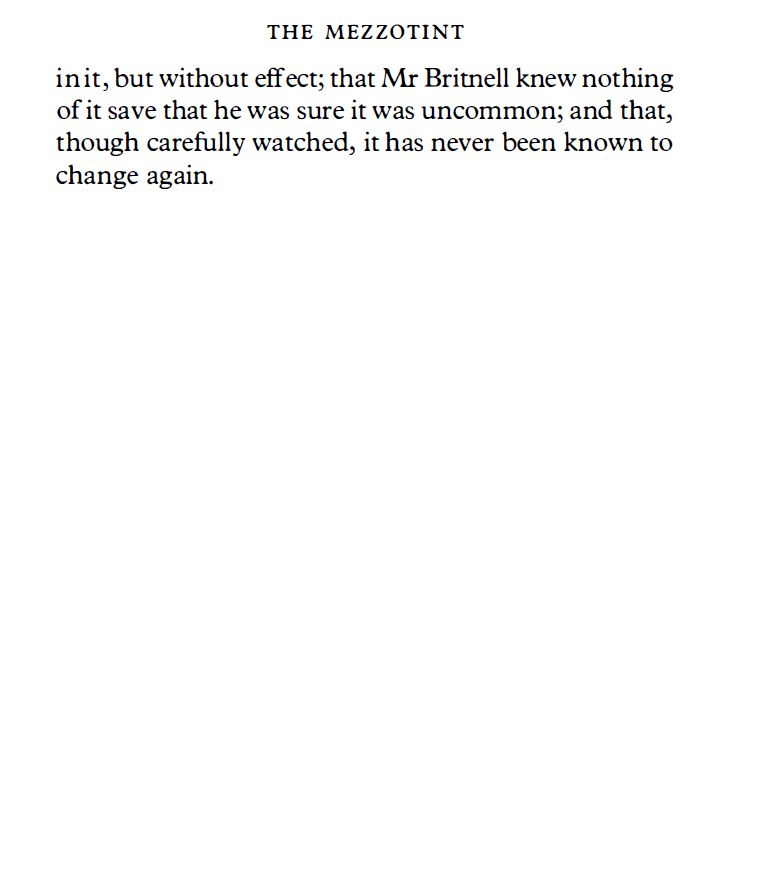 THE MEZZOTINT
in it, but without effect; that Mr Britnell knew nothing
of it save that he was sure it was uncommon; and that,
though carefully watched, it has never been known to
change again.